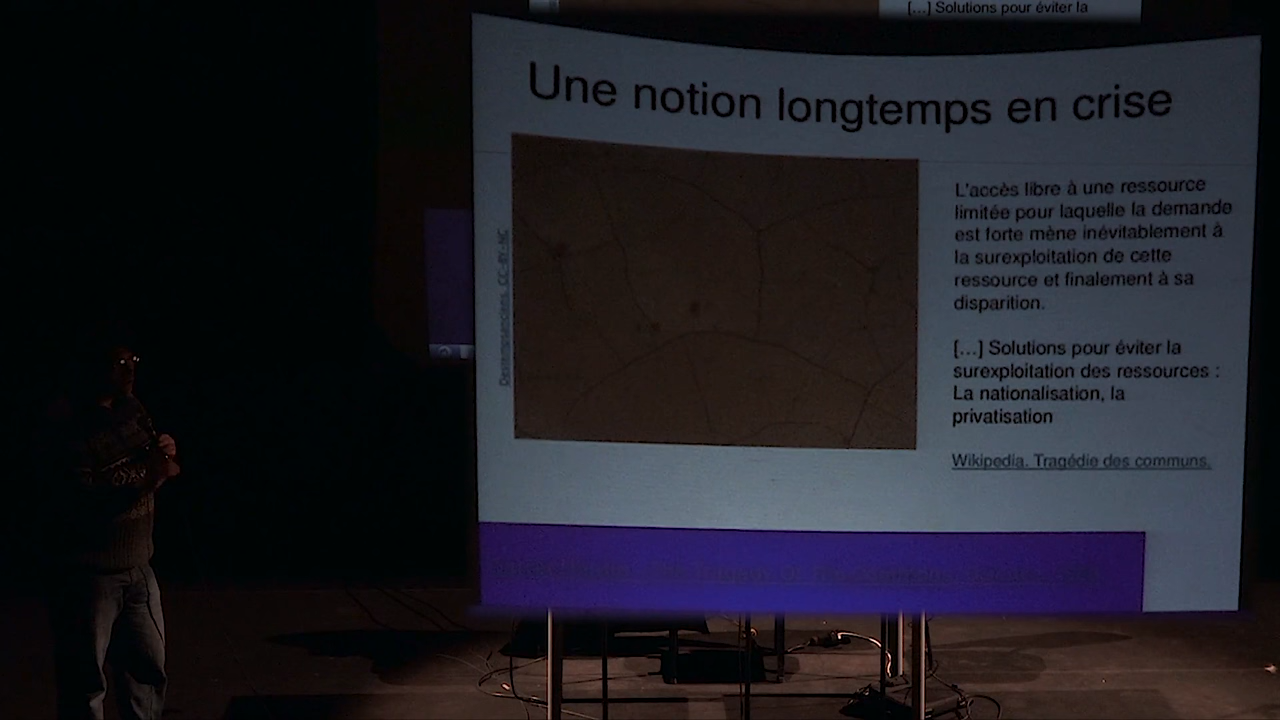 [...] Solutions pour éviter la
Une notion longtemps en crise
L'accès libre à une ressource
limitée pour laquelle la demande
est forte mène inévitablement à
la surexploitation de cette
ressource et finalement à sa
disparition.
[...] Solutions pour éviter la
surexploitation des ressources :
La nationalisation, la
privatisation
Wikipedia. Tragédie des communs.